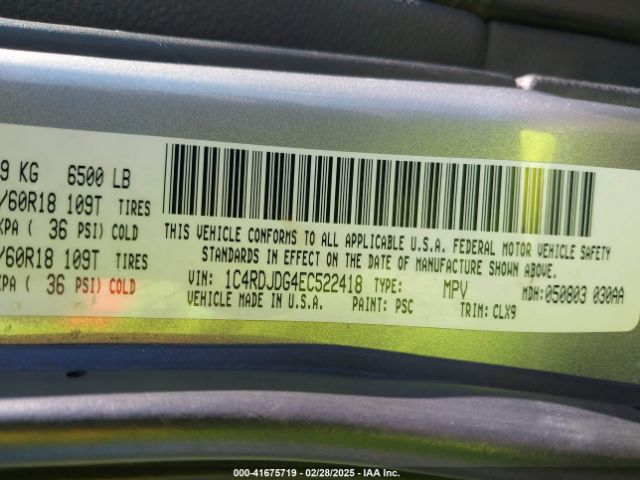 9 KG 6500 LB
/60R18 109T TIRES
KPA ( 36 PSI) COLD
/60R18 109T TIRES
KPA ( 36 PSI) COLD
THIS VEHICLE CONFORMS TO ALL APPLICABLE U.S.A. FEDERAL MOTOR VEHICLE SAFETY
STANDARDS IN EFFECT ON THE DATE OF MANUFACTURE SHOWN ABOVE.
VIN: 1C4RDJDG4EC522418 TYPE: MPV MDH: 050803 030AA
VEHICLE MADE IN U.S.A. PAINT: PSC TRIM: CLX9
000-41675719 - 02/28/2025 - IAA Inc.